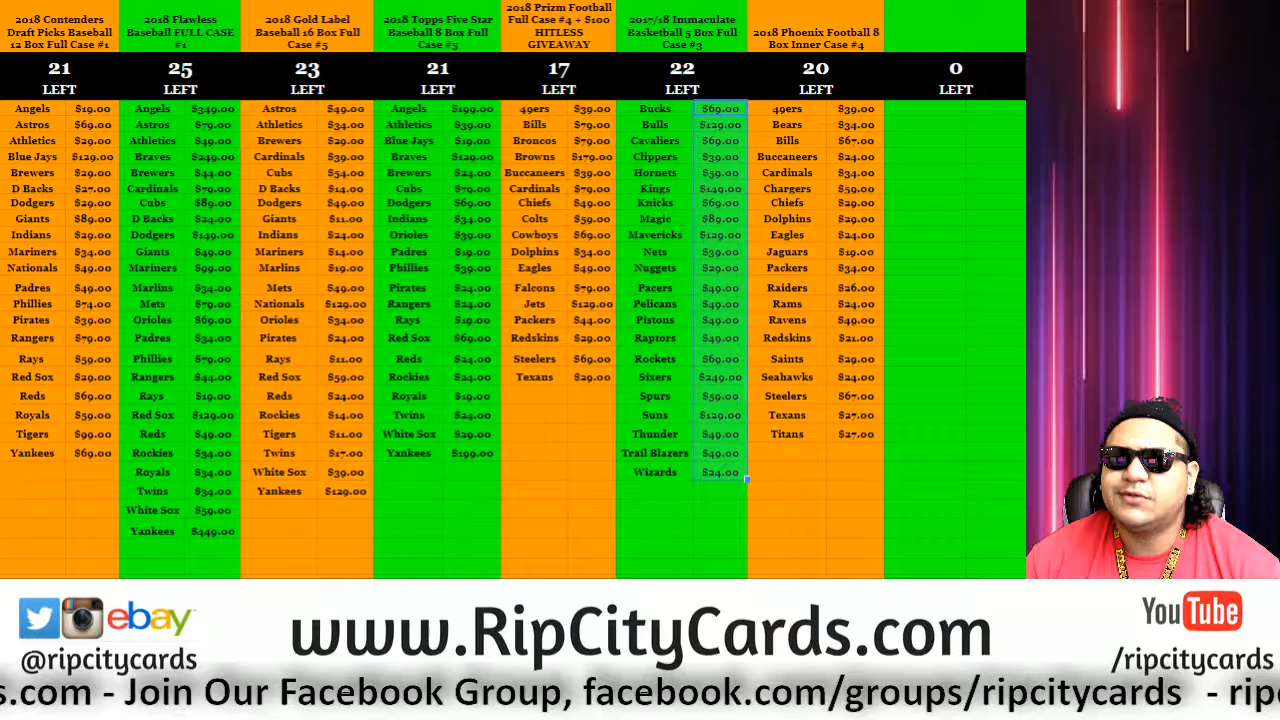 2018 Contenders
Draft Picks Baseball
12 Box Full Case #1
21
LEFT
Angels $19.00
Astros $69.00
Athletics $29.00
Blue Jays $129.00
Brewers $29.00
D Backs $27.00
Dodgers $29.00
Giants $89.00
Indians $29.00
Mariners $34.00
Nationals $49.00
Padres $49.00
Phillies $74.00
Pirates $39.00
Rangers $79.00
Rays $59.00
Red Sox $29.00
Reds $69.00
Royals $59.00
Tigers $99.00
Yankees $69.00
2018 Flawless
Baseball FULL CASE
#1
25
LEFT
Angels $349.00
Astros $79.00
Athletics $49.00
Braves $249.00
Brewers $44.00
Cardinals $79.00
Cubs $89.00
D Backs $24.00
Dodgers $149.00
Giants $49.00
Mariners $99.00
Marlins $34.00
Mets $79.00
Orioles $69.00
Padres $34.00
Phillies $79.00
Rangers $44.00
Rays $19.00
Red Sox $129.00
Reds $49.00
Rockies $34.00
Royals $34.00
Twins $34.00
White Sox $59.00
Yankees $449.00
2018 Gold Label
Baseball 16 Box Full
Case #5
23
LEFT
Astros $49.00
Athletics $34.00
Brewers $29.00
Cardinals $39.00
Cubs $54.00
D Backs $14.00
Dodgers $49.00
Giants $11.00
Indians $24.00
Mariners $14.00
Marlins $19.00
Mets $49.00
Nationals $129.00
Orioles $34.00
Pirates $24.00
Rays $11.00
Red Sox $59.00
Reds $24.00
Rockies $14.00
Tigers $11.00
Twins $17.00
White Sox $39.00
Yankees $129.00
2018 Topps Five Star
Baseball 8 Box Full
Case #5
21
LEFT
Angels $199.00
Athletics $39.00
Blue Jays $19.00
Braves $129.00
Brewers $24.00
Cubs $79.00
Dodgers $69.00
Indians $34.00
Orioles $39.00
Padres $19.00
Phillies $39.00
Pirates $24.00
Rangers $24.00
Rays $19.00
Red Sox $69.00
Reds $24.00
Rockies $24.00
Royals $19.00
Twins $24.00
White Sox $29.00
Yankees $199.00
2018 Prizm Football
Full Case #4 + $100
HITLESS
GIVEAWAY
17
LEFT
49ers $39.00
Bills $79.00
Broncos $79.00
Browns $179.00
Buccaneers $39.00
Cardinals $79.00
Chiefs $49.00
Colts $59.00
Cowboys $69.00
Dolphins $34.00
Eagles $49.00
Falcons $79.00
Jets $129.00
Packers $44.00
Redskins $29.00
Steelers $69.00
Texans $29.00
2017/18 Immaculate
Basketball 5 Box Full
Case #3
22
LEFT
Bucks $69.00
Bulls $129.00
Cavaliers $69.00
Clippers $39.00
Hornets $59.00
Kings $149.00
Knicks $69.00
Magic $89.00
Mavericks $129.00
Nets $39.00
Nuggets $29.00
Pacers $49.00
Pelicans $49.00
Pistons $49.00
Raptors $49.00
Rockets $69.00
Sixers $249.00
Spurs $59.00
Suns $129.00
Thunder $49.00
Trail Blazers $49.00
Wizards $24.00
2018 Phoenix Football 8
Box Inner Case #4
20
LEFT
49ers $39.00
Bears $34.00
Bills $67.00
Buccaneers $24.00
Cardinals $34.00
Chargers $59.00
Chiefs $29.00
Dolphins $29.00
Eagles $24.00
Jaguars $19.00
Packers $34.00
Raiders $26.00
Rams $24.00
Ravens $49.00
Redskins $21.00
Saints $29.00
Seahawks $24.00
Steelers $67.00
Texans $27.00
Titans $27.00
0
LEFT
ebay
@ripcitycards
www.RipCityCards.com
YouTube
/ripcitycards
s.com - Join Our Facebook Group, facebook.com/groups/ripcitycards - ripc